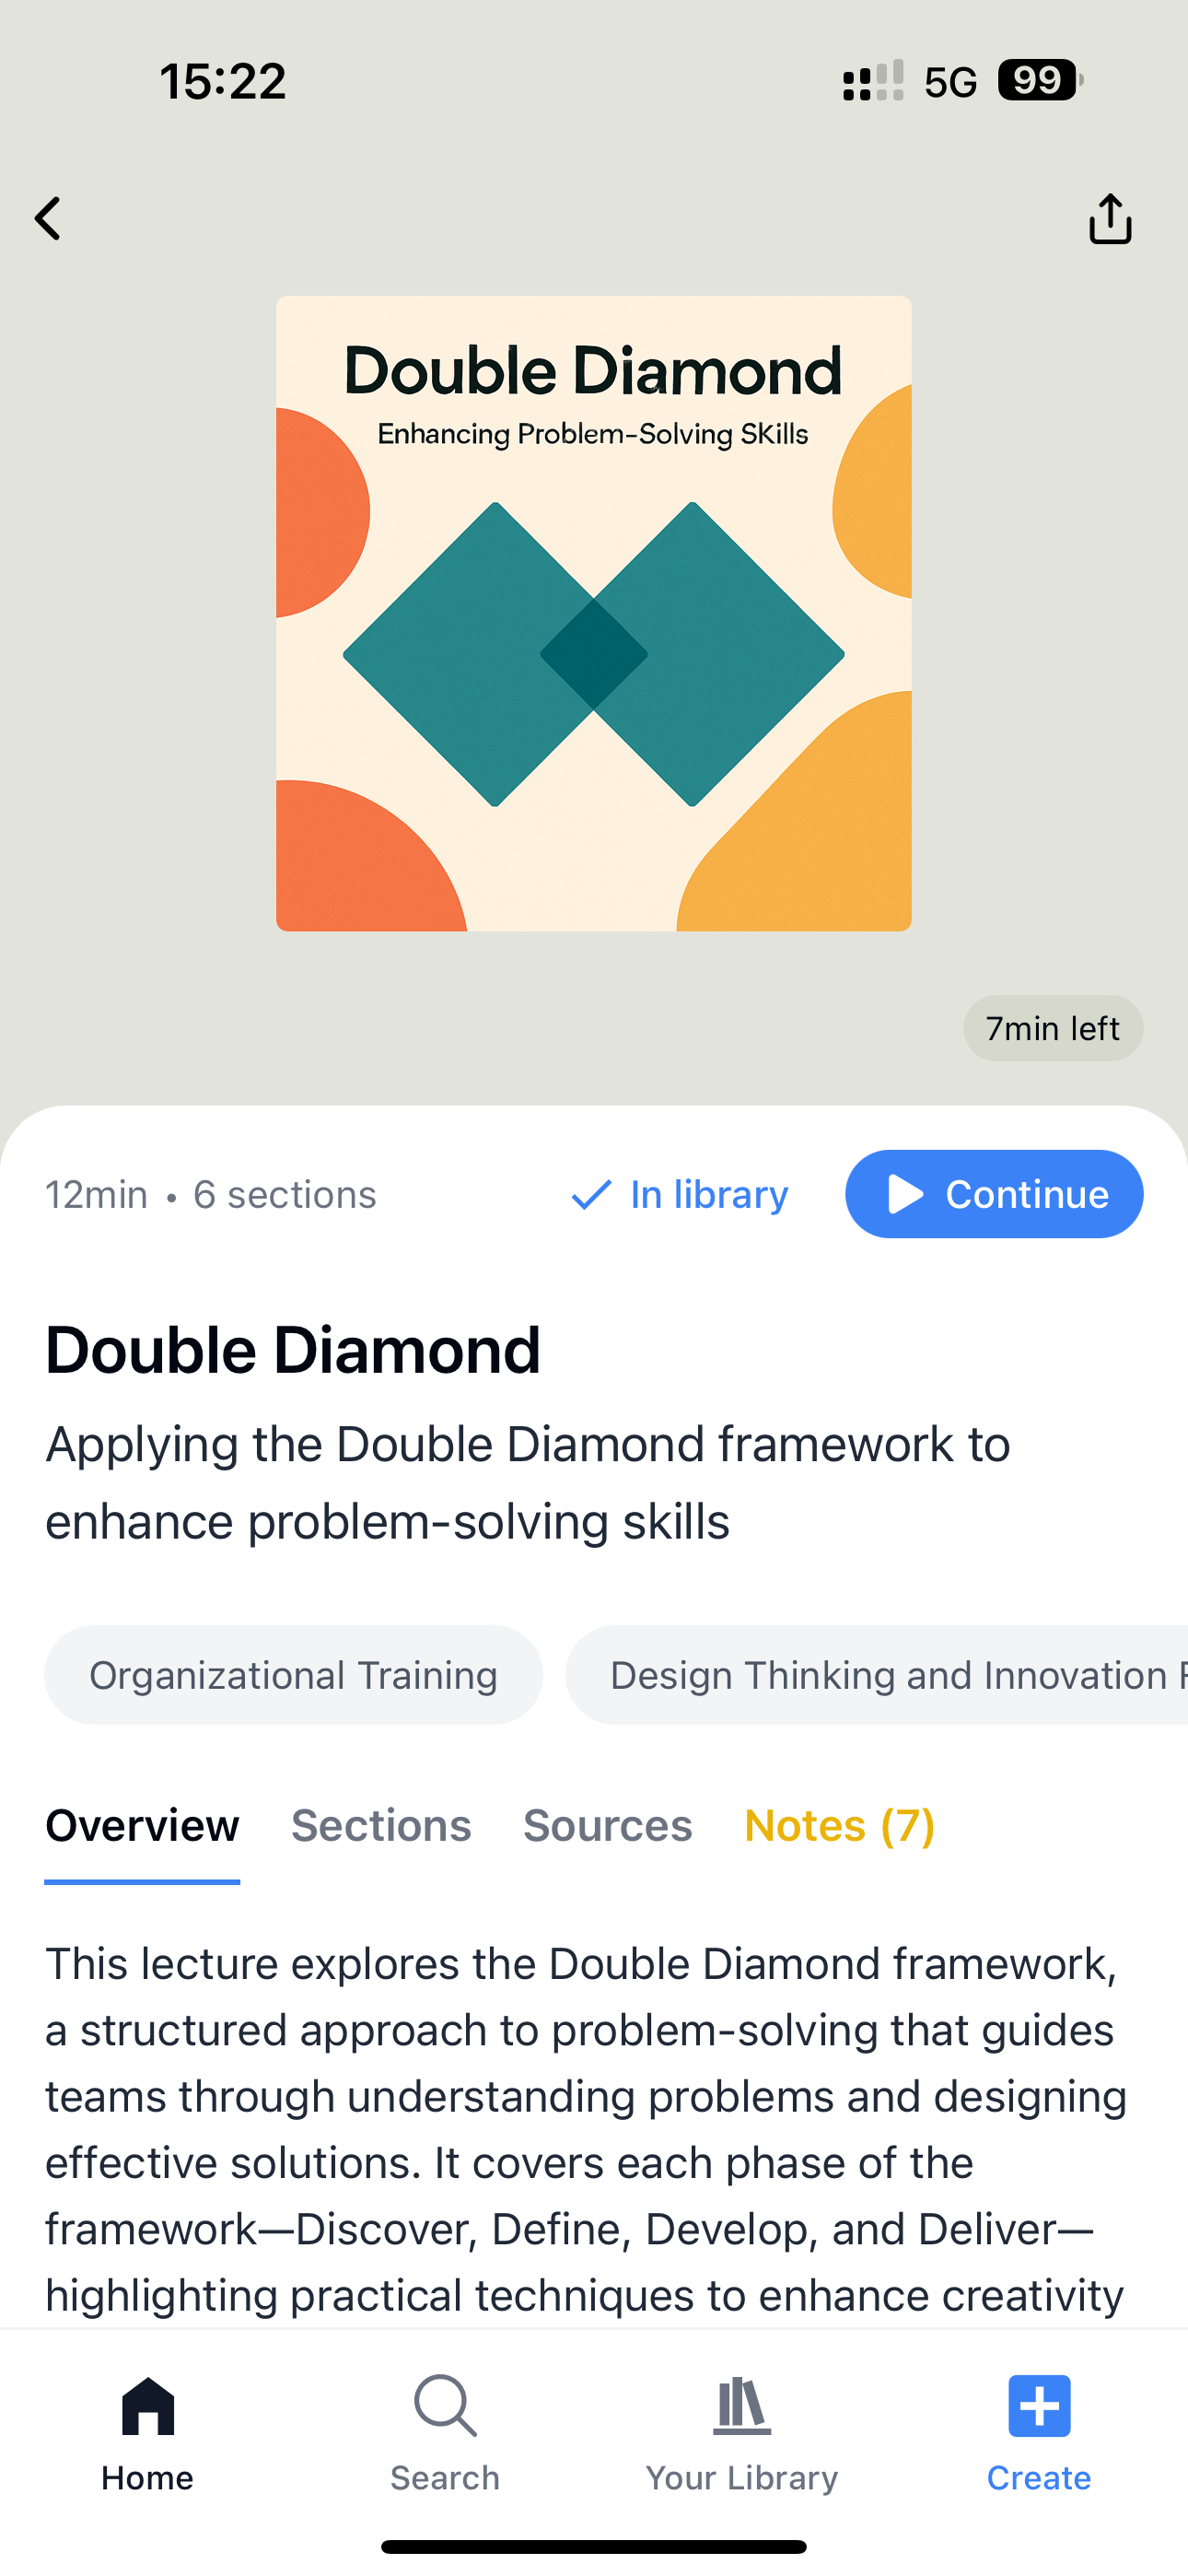 15:22
5G 99
Double Diamond
Enhancing Problem-Solving SKills
7min left
12min • 6 sections
In library
Continue
Double Diamond
Applying the Double Diamond framework to
enhance problem-solving skills
Organizational Training
Design Thinking and Innovation
Overview Sections Sources Notes (7)
This lecture explores the Double Diamond framework,
a structured approach to problem-solving that guides
teams through understanding problems and designing
effective solutions. It covers each phase of the
framework—Discover, Define, Develop, and Deliver—
highlighting practical techniques to enhance creativity
Home Search Your Library Create